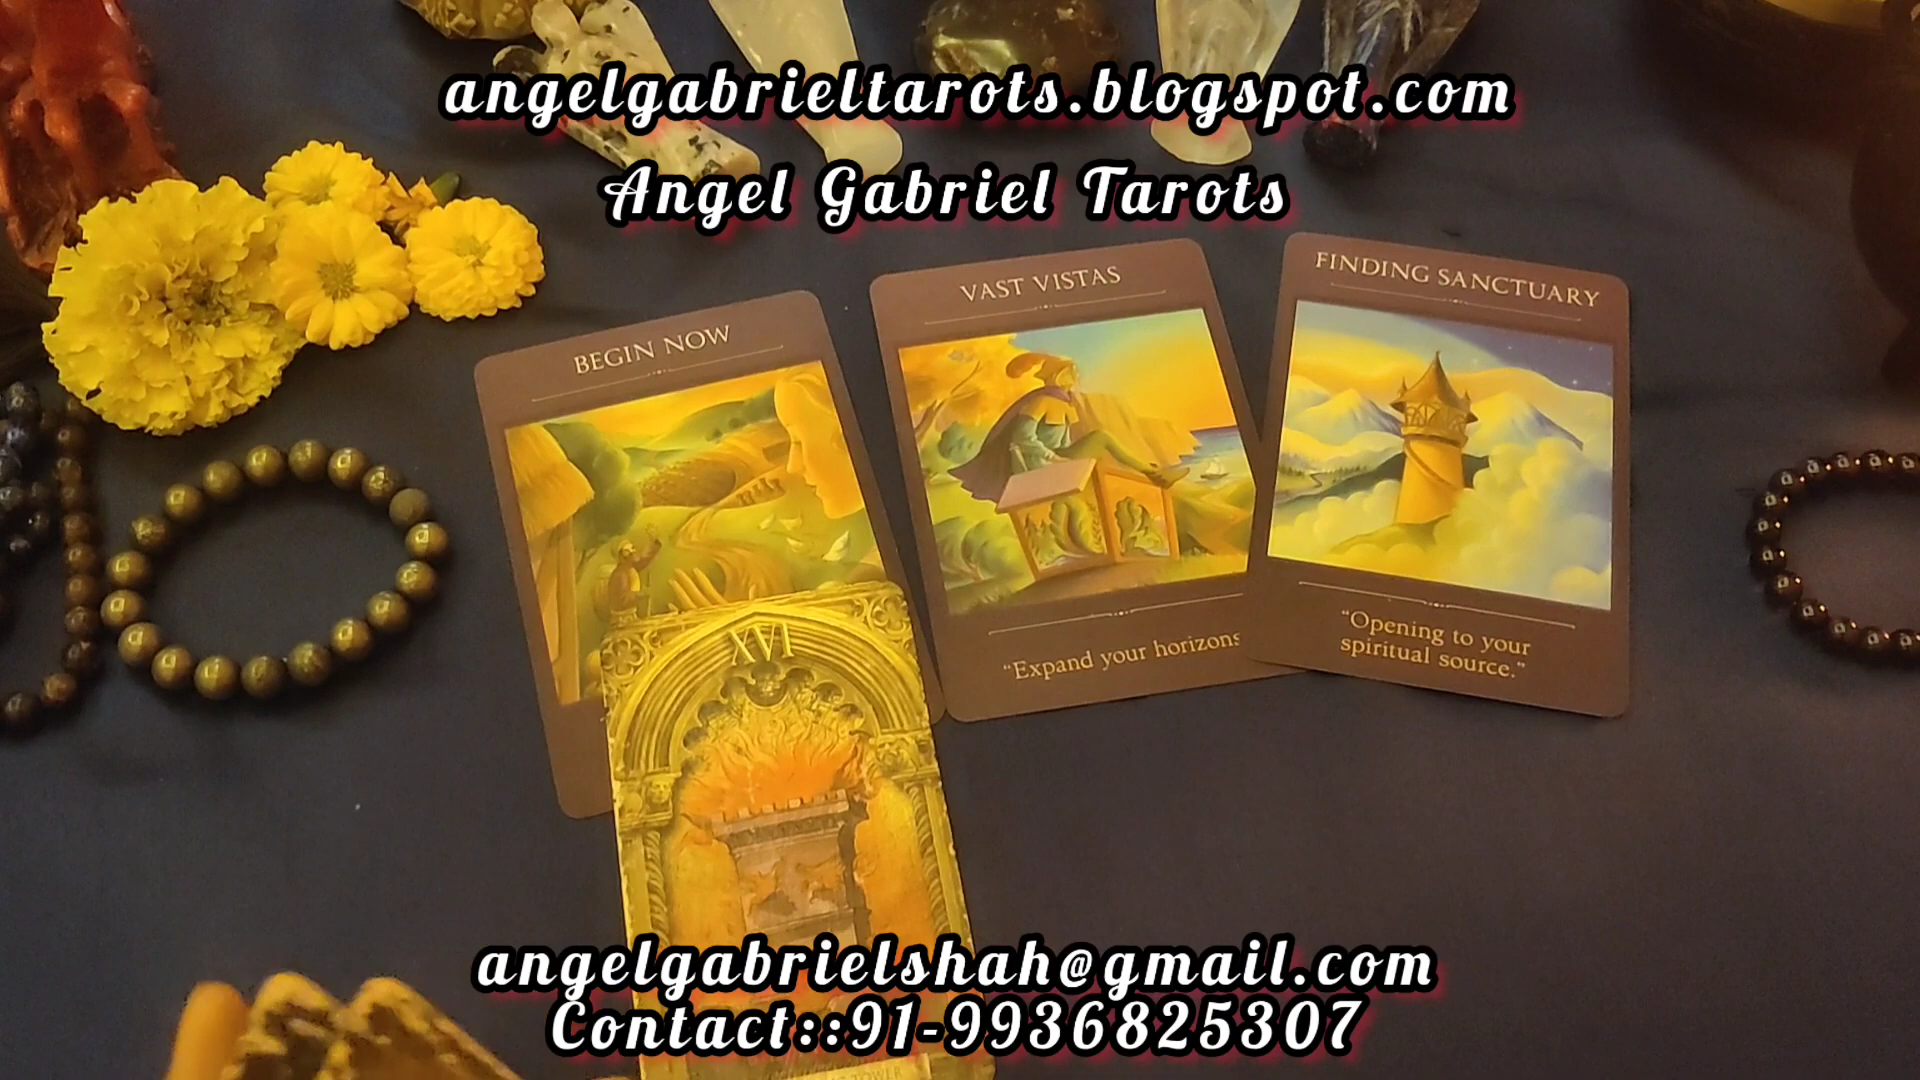 angelgabrieltarots.blogspot.com
Angel Gabriel Tarots
BEGIN NOW
VAST VISTAS
FINDING SANCTUARY
"Expand your horizons
"Opening to your
spiritual source."
XVI
angelgabrielshah@gmail.com
Contact::91-9936825307
TOWER